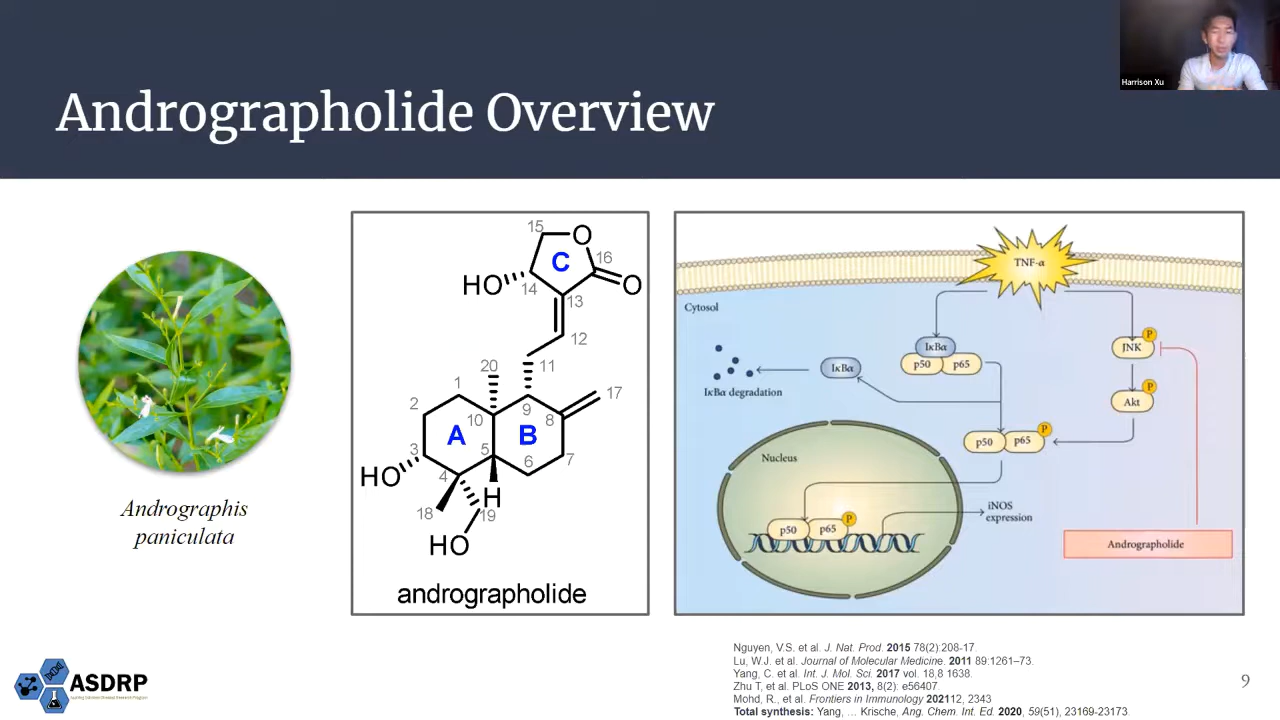 Harrison Xu
Andrographolide Overview
Andrographis
paniculata
15
O
16
C
HO
14
O
13
12
20
11
1
17
2
9
10
8
A
B
3
5
6
7
HO
4
H
18
19
HO
andrographolide
TNF-α
Cytosol
P
IκBα
JNK
p50
p65
IκBα
P
IκBα degradation
Akt
P
p50
p65
Nucleus
iNOS
expression
P
p50
p65
Andrographolide
Nguyen, V.S. et al. J. Nat. Prod. 2015 78(2):208-17.
Lu, W.J. et al. Journal of Molecular Medicine. 2011 89:1261–73.
Yang, C. et al. Int. J. Mol. Sci. 2017 vol. 18,8 1638.
Zhu T, et al. PLoS ONE 2013, 8(2): e56407.
Mohd, R., et al. Frontiers in Immunology 202112, 2343
Total synthesis: Yang, … Krische, Ang. Chem. Int. Ed. 2020, 59(51), 23169-23173
ASDRP
9